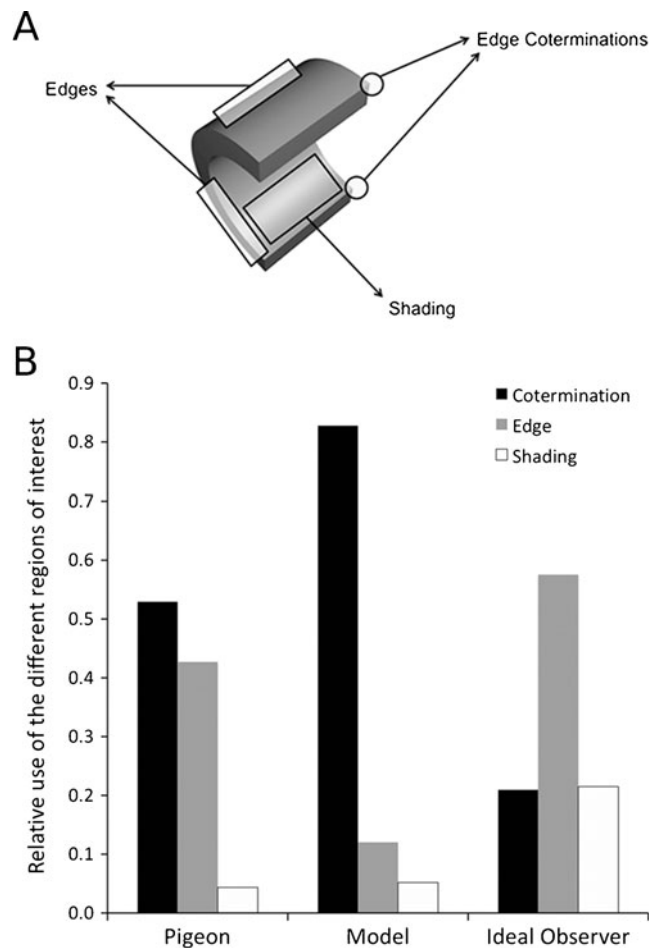 A
Edge Coterminations
Edges
Shading
B
Relative use of the different regions of interest
0.9
0.8
0.7
0.6
0.5
0.4
0.3
0.2
0.1
0.0
Cotermination
Edge
Shading
Pigeon
Model
Ideal Observer